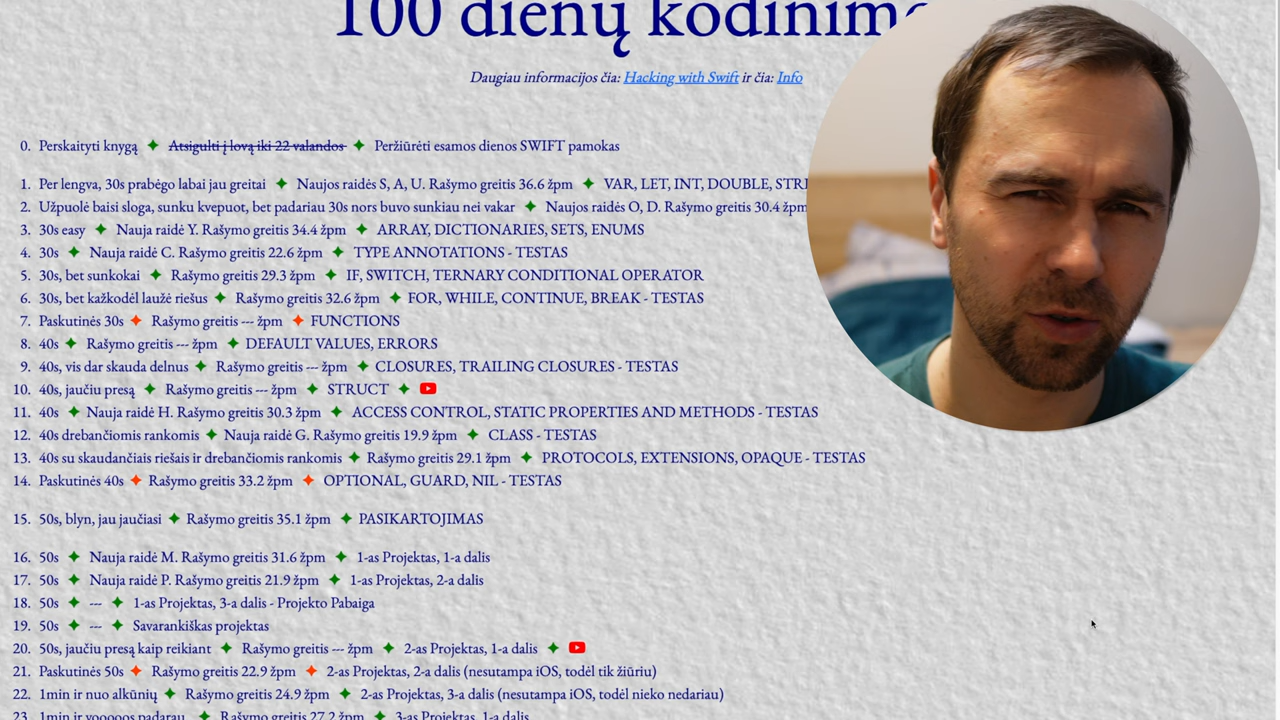 100 dienų kodinimo
Daugiau informacijos čia: Hacking with Swift ir čia: Info
0. Perskaityti knygą ✦ Atsigulti į lovą iki 22 valandos ✦ Peržiūrėti esamos dienos SWIFT pamokas
1. Per lengva, 30s prabėgo labai jau greitai ✦ Naujos raidės S, A, U. Rašymo greitis 36.6 žpm ✦ VAR, LET, INT, DOUBLE,
2. Užpuolė baisi sloga, sunku kvepuot, bet padariau 30s nors buvo sunkiau nei vakar ✦ Naujos raidės O, D. Rašymo greitis 30.4 žpm
3. 30s easy ✦ Nauja raidė Y. Rašymo greitis 34.4 žpm ✦ ARRAY, DICTIONARIES, SETS, ENUMS
4. 30s ✦ Nauja raidė C. Rašymo greitis 22.6 žpm ✦ TYPE ANNOTATIONS - TESTAS
5. 30s, bet sunkokai ✦ Rašymo greitis 29.3 žpm ✦ IF, SWITCH, TERNARY CONDITIONAL OPERATOR
6. 30s, bet kažkodėl laužė riešus ✦ Rašymo greitis 32.6 žpm ✦ FOR, WHILE, CONTINUE, BREAK - TESTAS
7. Paskutinės 30s ✦ Rašymo greitis --- žpm ✦ FUNCTIONS
8. 40s ✦ Rašymo greitis --- žpm ✦ DEFAULT VALUES, ERRORS
9. 40s, vis dar skauda delnus ✦ Rašymo greitis --- žpm ✦ CLOSURES, TRAILING CLOSURES - TESTAS
10. 40s, jaučiu presą ✦ Rašymo greitis --- žpm ✦ STRUCT ✦
11. 40s ✦ Nauja raidė H. Rašymo greitis 30.3 žpm ✦ ACCESS CONTROL, STATIC PROPERTIES AND METHODS - TESTAS
12. 40s drebančiomis rankomis ✦ Nauja raidė G. Rašymo greitis 19.9 žpm ✦ CLASS - TESTAS
13. 40s su skaudančiais riešais ir drebančiomis rankomis ✦ Rašymo greitis 29.1 žpm ✦ PROTOCOLS, EXTENSIONS, OPAQUE - TESTAS
14. Paskutinės 40s ✦ Rašymo greitis 33.2 žpm ✦ OPTIONAL, GUARD, NIL - TESTAS
15. 50s, blyn, jau jaučiasi ✦ Rašymo greitis 35.1 žpm ✦ PASIKARTOJIMAS
16. 50s ✦ Nauja raidė M. Rašymo greitis 31.6 žpm ✦ 1-as Projektas, 1-a dalis
17. 50s ✦ Nauja raidė P. Rašymo greitis 21.9 žpm ✦ 1-as Projektas, 2-a dalis
18. 50s ✦ --- ✦ 1-as Projektas, 3-a dalis - Projekto Pabaiga
19. 50s ✦ --- ✦ Savarankiškas projektas
20. 50s, jaučiu presą kaip reikiant ✦ Rašymo greitis --- žpm ✦ 2-as Projektas, 1-a dalis ✦
21. Paskutinės 50s ✦ Rašymo greitis 22.9 žpm ✦ 2-as Projektas, 2-a dalis (nesutampa iOS, todėl tik žiūriu)
22. 1min ir nuo alkūnių ✦ Rašymo greitis 24.9 žpm ✦ 2-as Projektas, 3-a dalis (nesutampa iOS, todėl nieko nedariau)
23. 1min ir vooooos padarau ✦ Rašymo greitis 27.2 žpm ✦ 3-as Projektas, 1-a dalis